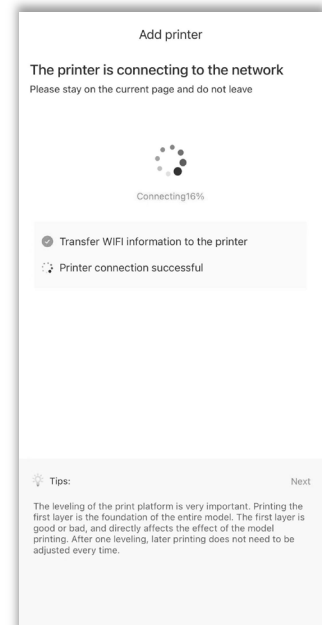 Add printer
The printer is connecting to the network
Please stay on the current page and do not leave
Connecting16%
Transfer WIFI information to the printer
Printer connection successful
Tips:
Next
The leveling of the print platform is very important. Printing the
first layer is the foundation of the entire model. The first layer is
good or bad, and directly affects the effect of the model
printing. After one leveling, later printing does not need to be
adjusted every time.